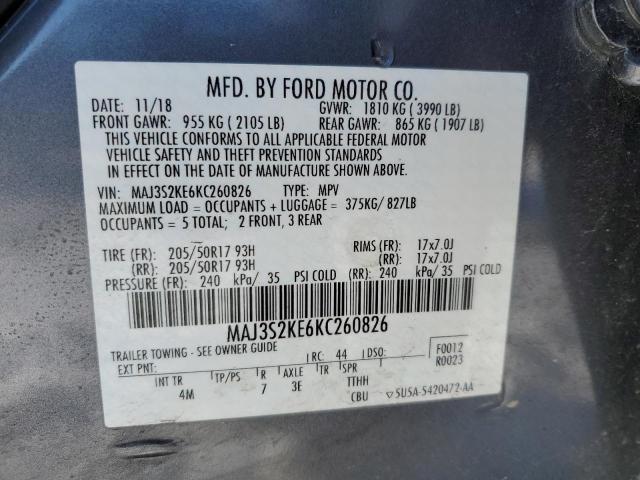 MFD. BY FORD MOTOR CO.
DATE: 11/18 GVWR: 1810 KG ( 3990 LB)
FRONT GAWR: 955 KG ( 2105 LB) REAR GAWR: 865 KG ( 1907 LB)
THIS VEHICLE CONFORMS TO ALL APPLICABLE FEDERAL MOTOR
VEHICLE SAFETY AND THEFT PREVENTION STANDARDS
IN EFFECT ON THE DATE OF MANUFACTURE SHOWN ABOVE.
VIN: MAJ3S2KE6KC260826 TYPE: MPV
MAXIMUM LOAD = OCCUPANTS + LUGGAGE = 375KG/ 827LB
OCCUPANTS = 5 TOTAL; 2 FRONT, 3 REAR
TIRE (FR): 205/50R17 93H RIMS (FR): 17x7.0J
(RR): 205/50R17 93H (RR): 17x7.0J
PRESSURE (FR): 240 kPa/ 35 PSI COLD (RR): 240 kPa/ 35 PSI COLD
MAJ3S2KE6KC260826
TRAILER TOWING - SEE OWNER GUIDE
EXT PNT: RC: 44 DSO: F0012
R0023
INT TR TP/PS R AXLE TR SPR
4M 7 3E TTHH
CBU ▽5U5A-5420472-AA